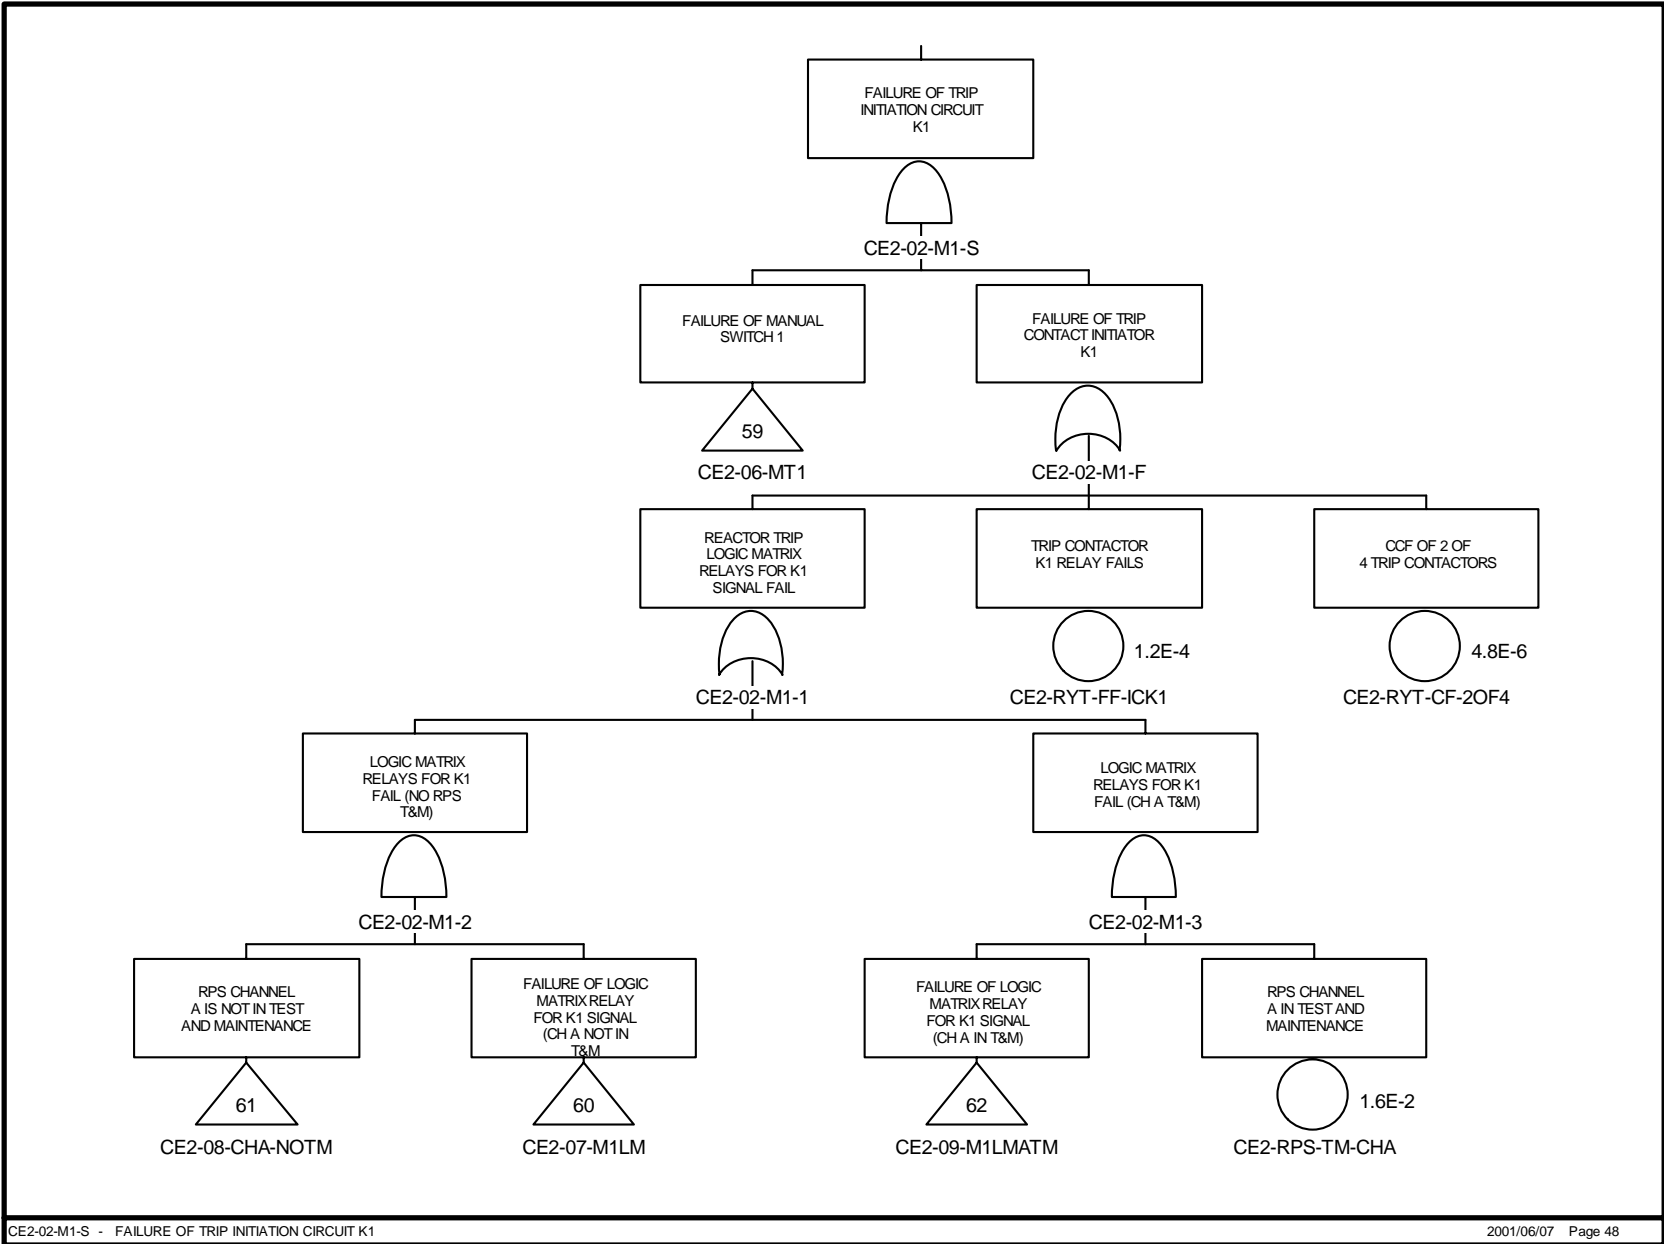 FAILURE OF TRIP
INITIATION CIRCUIT
K1
CE2-02-M1-S
FAILURE OF MANUAL
SWITCH 1
59
CE2-06-MT1
FAILURE OF TRIP
CONTACT INITIATOR
K1
CE2-02-M1-F
REACTOR TRIP
LOGIC MATRIX
RELAYS FOR K1
SIGNAL FAIL
CE2-02-M1-1
TRIP CONTACTOR
K1 RELAY FAILS
1.2E-4
CE2-RYT-FF-ICK1
CCF OF 2 OF
4 TRIP CONTACTORS
4.8E-6
CE2-RYT-CF-2OF4
LOGIC MATRIX
RELAYS FOR K1
FAIL (NO RPS
T&M)
CE2-02-M1-2
LOGIC MATRIX
RELAYS FOR K1
FAIL (CH A T&M)
CE2-02-M1-3
RPS CHANNEL
A IS NOT IN TEST
AND MAINTENANCE
61
CE2-08-CHA-NOTM
FAILURE OF LOGIC
MATRIX RELAY
FOR K1 SIGNAL
(CH A NOT IN
T&M
60
CE2-07-M1LM
FAILURE OF LOGIC
MATRIX RELAY
FOR K1 SIGNAL
(CH A IN T&M)
62
CE2-09-M1LMATM
RPS CHANNEL
A IN TEST AND
MAINTENANCE
1.6E-2
CE2-RPS-TM-CHA
CE2-02-M1-S - FAILURE OF TRIP INITIATION CIRCUIT K1
2001/06/07 Page 48